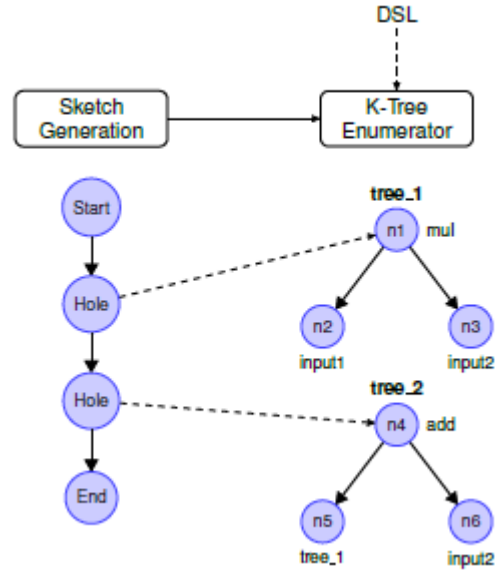 DSL
Sketch
Generation
K-Tree
Enumerator
Start
Hole
Hole
End
tree_1
n1 mul
n2
n3
input1
input2
tree_2
n4 add
n5
n6
tree_1
input2